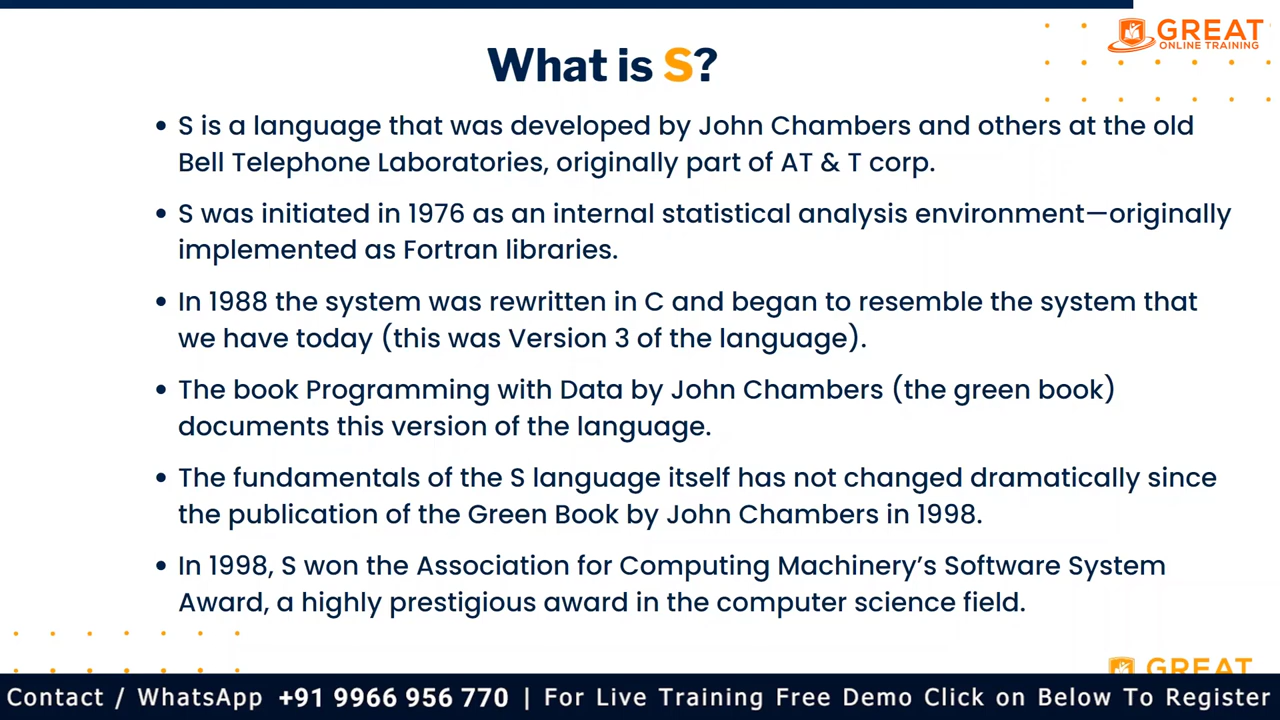 GREAT
ONLINE TRAINING
What is S?
• S is a language that was developed by John Chambers and others at the old
Bell Telephone Laboratories, originally part of AT & T corp.
• S was initiated in 1976 as an internal statistical analysis environment—originally
implemented as Fortran libraries.
• In 1988 the system was rewritten in C and began to resemble the system that
we have today (this was Version 3 of the language).
• The book Programming with Data by John Chambers (the green book)
documents this version of the language.
• The fundamentals of the S language itself has not changed dramatically since
the publication of the Green Book by John Chambers in 1998.
• In 1998, S won the Association for Computing Machinery’s Software System
Award, a highly prestigious award in the computer science field.
GREAT
Contact / WhatsApp +91 9966 956 770 | For Live Training Free Demo Click on Below To Register